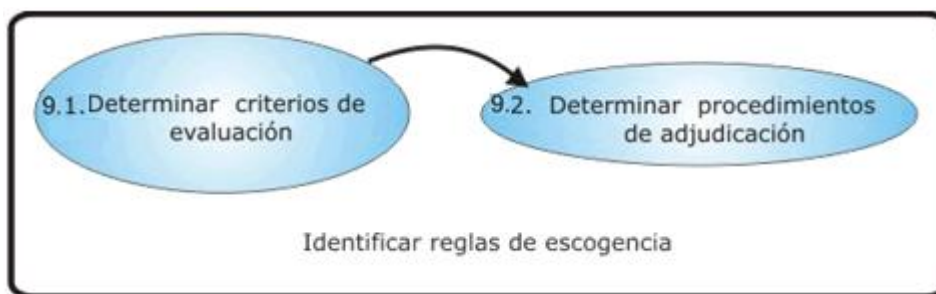 9.1. Determinar criterios de
evaluación
9.2. Determinar procedimientos
de adjudicación
Identificar reglas de escogencia